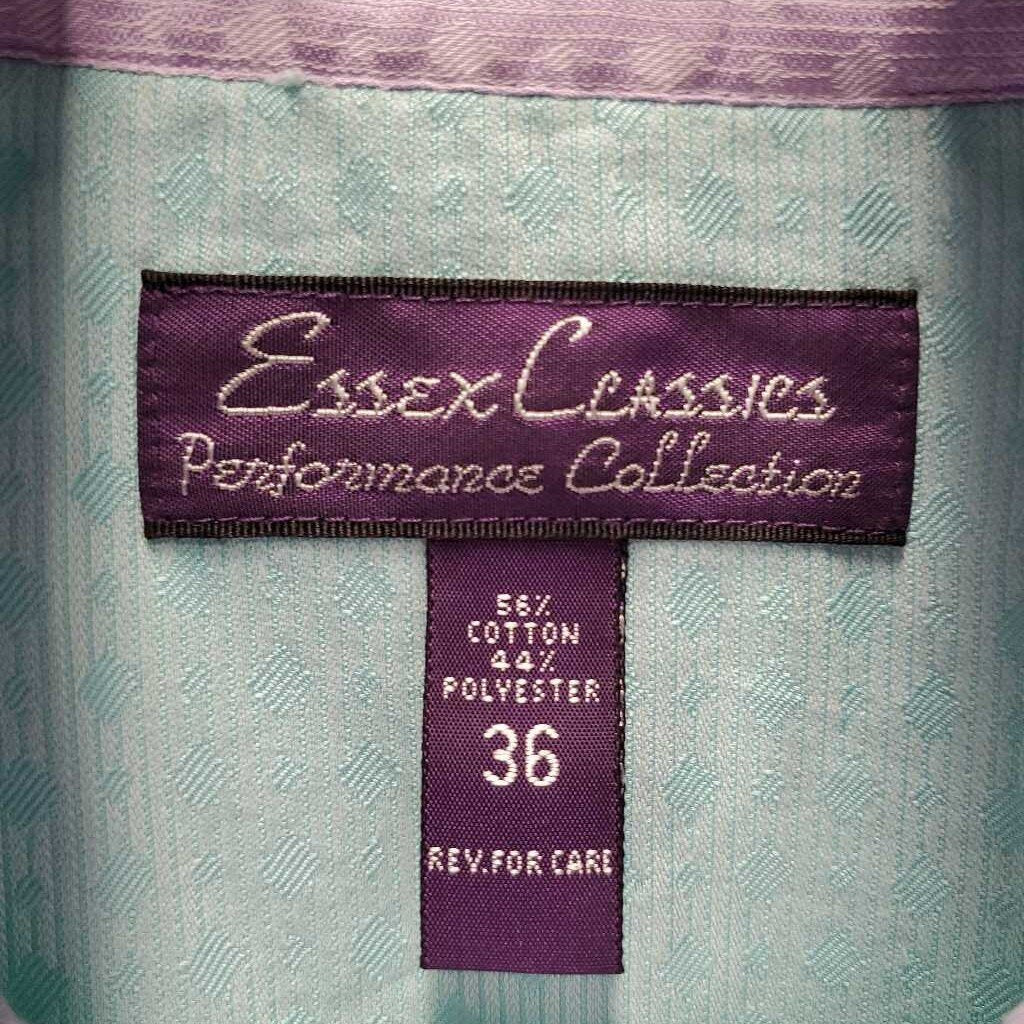 Essex Classics
Performance Collection
56%
COTTON
44%
POLYESTER
36
REV.FOR CARE